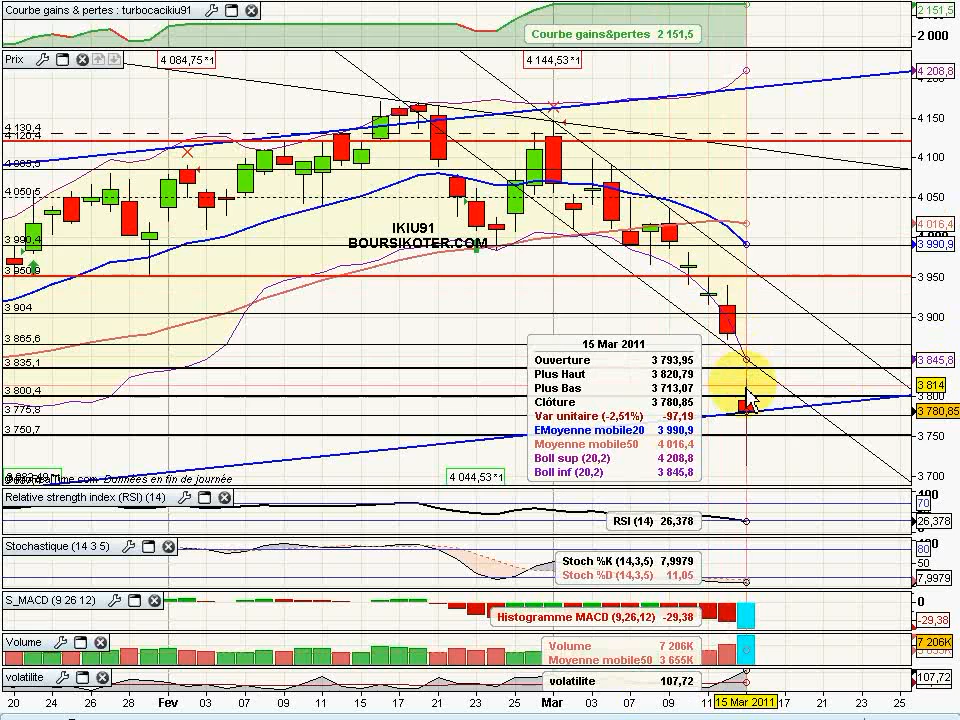 Courbe gains & pertes : turbocacikiu91
2 151,5
Courbe gains&pertes 2 151,5
2 000
Prix
4 084,75 *1
4 144,53 *1
4 208,8
4 150
4 130,4
4 120,4
4 100
4 050,5
4 050
IKIU91
BOURSIKOTER.COM
4 016,4
3 990,4
3 990,9
3 950,9
3 950
3 904
3 900
3 865,6
3 835,1
3 845,8
3 800,4
3 814
3 800
3 775,8
3 780,85
3 750,7
3 750
3 700
15 Mar 2011
Ouverture 3 793,95
Plus Haut 3 820,79
Plus Bas 3 713,07
Clôture 3 780,85
Var unitaire (-2,51%) -97,19
EMoyenne mobile20 3 990,9
Moyenne mobile50 4 016,4
Boll sup (20,2) 4 208,8
Boll inf (20,2) 3 845,8
4 044,53 *1
Données en fin de journée
Relative strength index (RSI) (14)
100
70
RSI (14) 26,378
26,378
Stochastique (14 3 5)
100
80
50
Stoch %K (14,3,5) 7,9979
Stoch %D (14,3,5) 11,05
7,9979
S_MACD (9 26 12)
0
Histogramme MACD (9,26,12) -29,38
-29,38
Volume
Volume 7 206K
Moyenne mobile50 3 655K
7 206K
volatilite
volatilite 107,72
107,72
20 24 26 28 Fev 03 07 09 11 15 17 21 23 25 Mar 03 07 09 11 15 Mar 2011 17 21 23 25